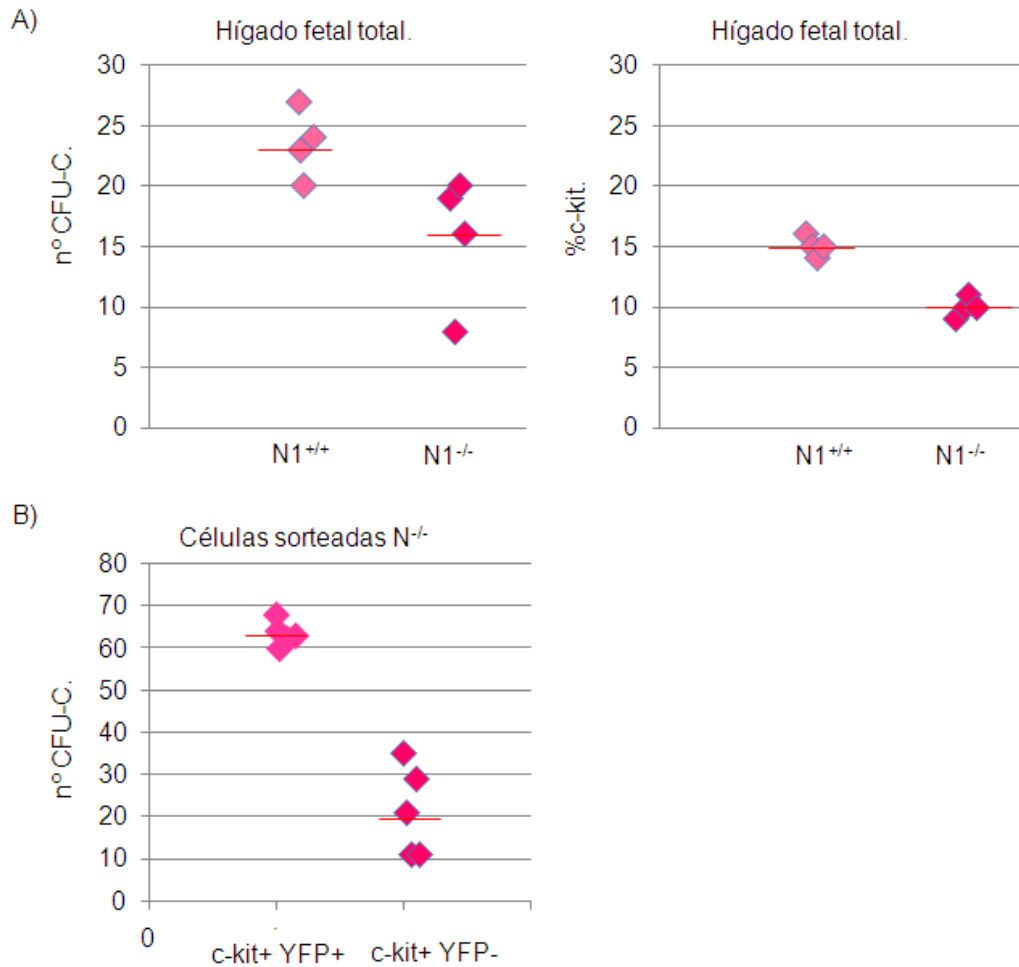 A)
Hígado fetal total.
nº CFU-C.
30
25
20
15
10
5
0
N1+/+
N1-/-
Hígado fetal total.
%c-kit.
30
25
20
15
10
5
0
N1+/+
N1-/-
B)
Células sorteadas N-/-
nº CFU-C.
80
70
60
50
40
30
20
10
0
0
c-kit+ YFP+
c-kit+ YFP-